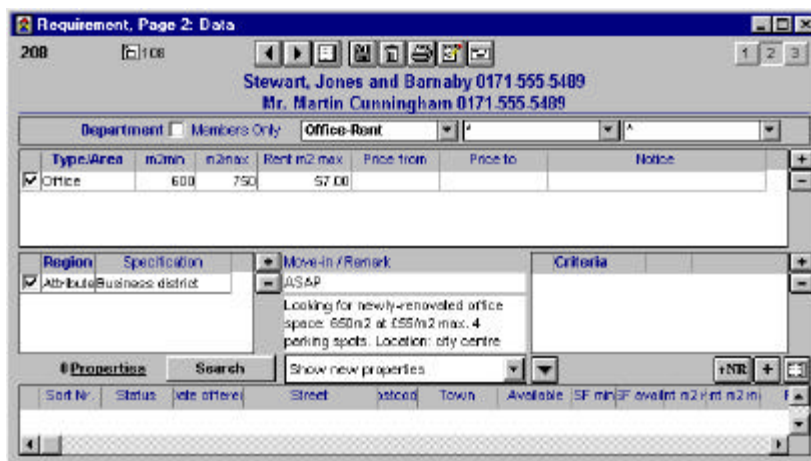 Requirement, Page 2: Data
208 108 1 2 3
Stewart, Jones and Barnaby 0171 555 5489
Mr. Martin Cunningham 0171 555-5489
Department Members Only Office-Rent * *
Type/Area m2min m2max Rent m2 max Price from Price to Notice +
Office 600 750 57.00 -
Region Specification + Move-in / Remark Criteria +
Attribute Business district - ASAP -
Looking for newly-renovated office
space: 650m2 at £55/m2 max. 4
parking spots. Location: city centre
0 Properties Search Show new properties +NR +
Sort Nr. Status Street Town Available SF min